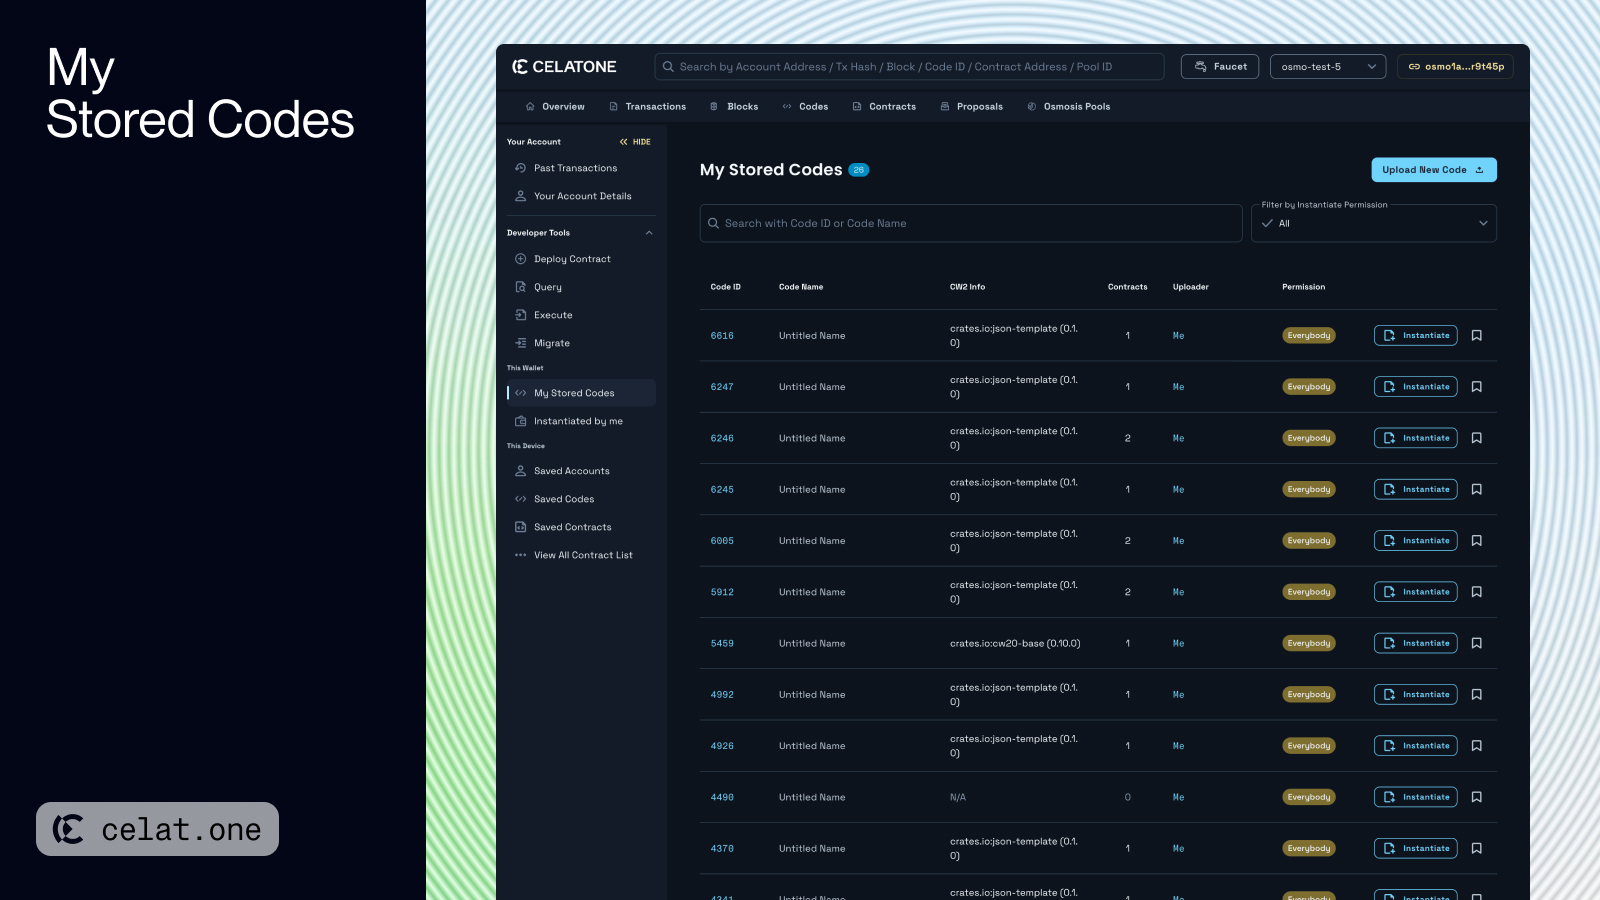 My
Stored Codes
celat.one
CELATONE
Search by Account Address / Tx Hash / Block / Code ID / Contract Address / Pool ID
Faucet
osmo-test-5
osmo1a...r9t45p
Overview Transactions Blocks Codes Contracts Proposals Osmosis Pools
Your Account HIDE
Past Transactions
Your Account Details
Developer Tools
Deploy Contract
Query
Execute
Migrate
This Wallet
My Stored Codes
Instantiated by me
This Device
Saved Accounts
Saved Codes
Saved Contracts
View All Contract List
My Stored Codes 26
Upload New Code
Search with Code ID or Code Name
Filter by Instantiate Permission
All
Code ID Code Name CW2 Info Contracts Uploader Permission
6616 Untitled Name crates.io:json-template (0.1. 1 Me Everybody Instantiate
0)
6247 Untitled Name crates.io:json-template (0.1. 1 Me Everybody Instantiate
0)
6246 Untitled Name crates.io:json-template (0.1. 2 Me Everybody Instantiate
0)
6245 Untitled Name crates.io:json-template (0.1. 1 Me Everybody Instantiate
0)
6005 Untitled Name crates.io:json-template (0.1. 2 Me Everybody Instantiate
0)
5912 Untitled Name crates.io:json-template (0.1. 2 Me Everybody Instantiate
0)
5459 Untitled Name crates.io:cw20-base (0.10.0) 1 Me Everybody Instantiate
4992 Untitled Name crates.io:json-template (0.1. 1 Me Everybody Instantiate
0)
4926 Untitled Name crates.io:json-template (0.1. 1 Me Everybody Instantiate
0)
4490 Untitled Name N/A 0 Me Everybody Instantiate
4370 Untitled Name crates.io:json-template (0.1. 1 Me Everybody Instantiate
0)
4341 Untitled Name crates.io:json-template (0.1. 1 Me Everybody Instantiate